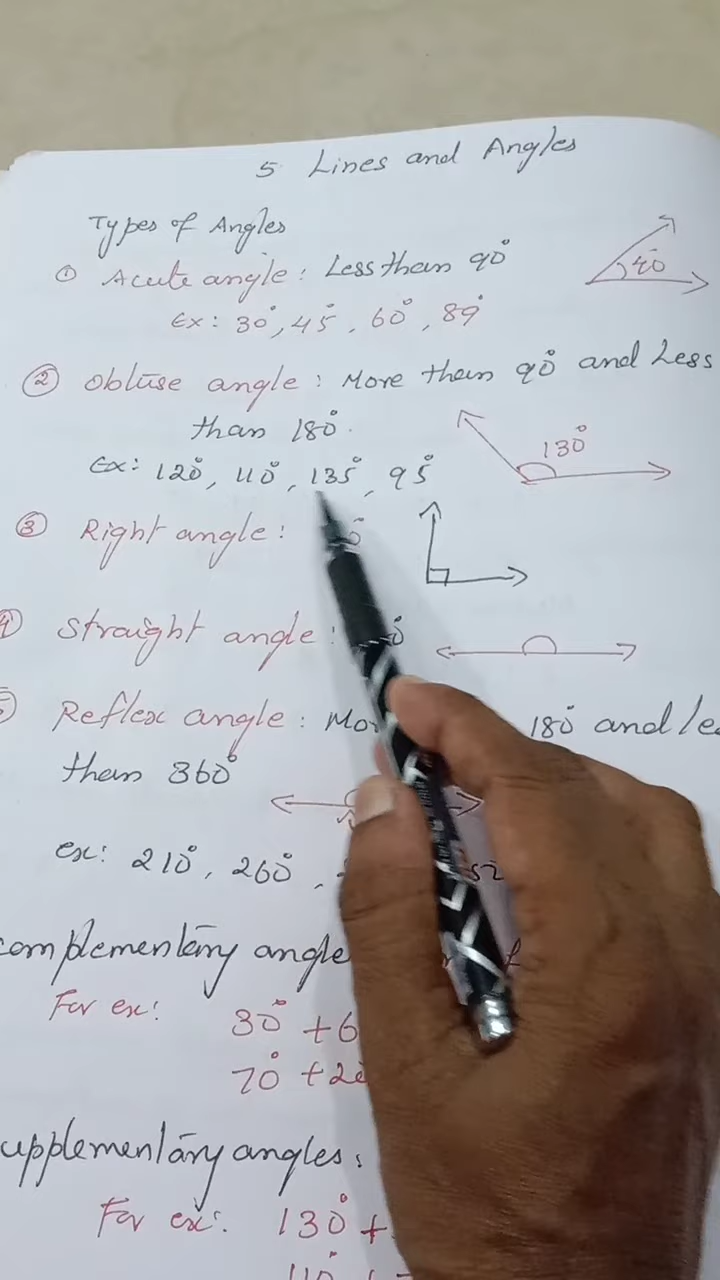 5 Lines and Angles
Types of Angles
① Acute angle: Less than 90°
40°
Ex: 30°, 45°, 60°, 89°
② Obtuse angle: More than 90° and Less
than 180°.
130°
Ex: 120°, 110°, 135°, 95°
③ Right angle:
Straight angle:
Reflex angle: 180° and
than 360°
ex: 210°, 260°,
angle
For ex: 30° + 6
70° + 20
angles:
For ex: 130° +
110°